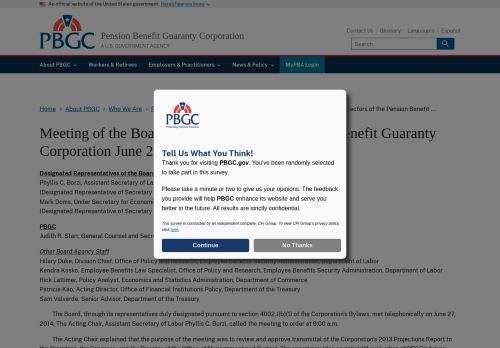 An official website of the United States government Here's how you know
PBGC
Pension Benefit Guaranty Corporation
A U.S. GOVERNMENT AGENCY
Contact Us Glossary Languages Español
Search
About PBGC Workers & Retirees Employers & Practitioners News & Policy MyPBA Login
Home > About PBGC > Who We Are > ectors of the Pension Benefit ...
Meeting of the Boa enefit Guaranty
Corporation June 2
Designated Representatives of the Board
Phyllis C. Borzi, Assistant Secretary of La
(Designated Representative of Secretary
Mark Doms, Under Secretary for Economi
(Designated Representative of Secretary
PBGC
Judith R. Starr, General Counsel and Secre
Other Board Agency Staff
Hilary Duke, Division Chief, Office of Policy and Research, Employee Benefits Security Administration, Department of Labor
Kendra Kosko, Employee Benefits Law Specialist, Office of Policy and Research, Employee Benefits Security Administration, Department of Labor
Rick Lattimer, Policy Analyst, Economics and Statistics Administration, Department of Commerce
Patricia Kao, Acting Director, Office of Financial Institutions Policy, Department of the Treasury
Sam Valverde, Senior Advisor, Department of the Treasury
The Board, through its representatives duly designated pursuant to section 4002.2(b)(1) of the Corporation's Bylaws, met telephonically on June 27,
2014. The Acting Chair, Assistant Secretary of Labor Phyllis C. Borzi, called the meeting to order at 9:00 a.m.
The Acting Chair explained that the purpose of the meeting was to review and approve transmittal of the Corporation's 2013 Projections Report to
PBGC
Protecting America's Pensions
Tell Us What You Think!
Thank you for visiting PBGC.gov. You've been randomly selected
to take part in this survey.
Please take a minute or two to give us your opinions. The feedback
you provide will help PBGC enhance its website and serve you
better in the future. All results are strictly confidential.
This survey is conducted by an independent company, CFI Group. To view CFI Group's privacy policy
click here.
Continue
No Thanks